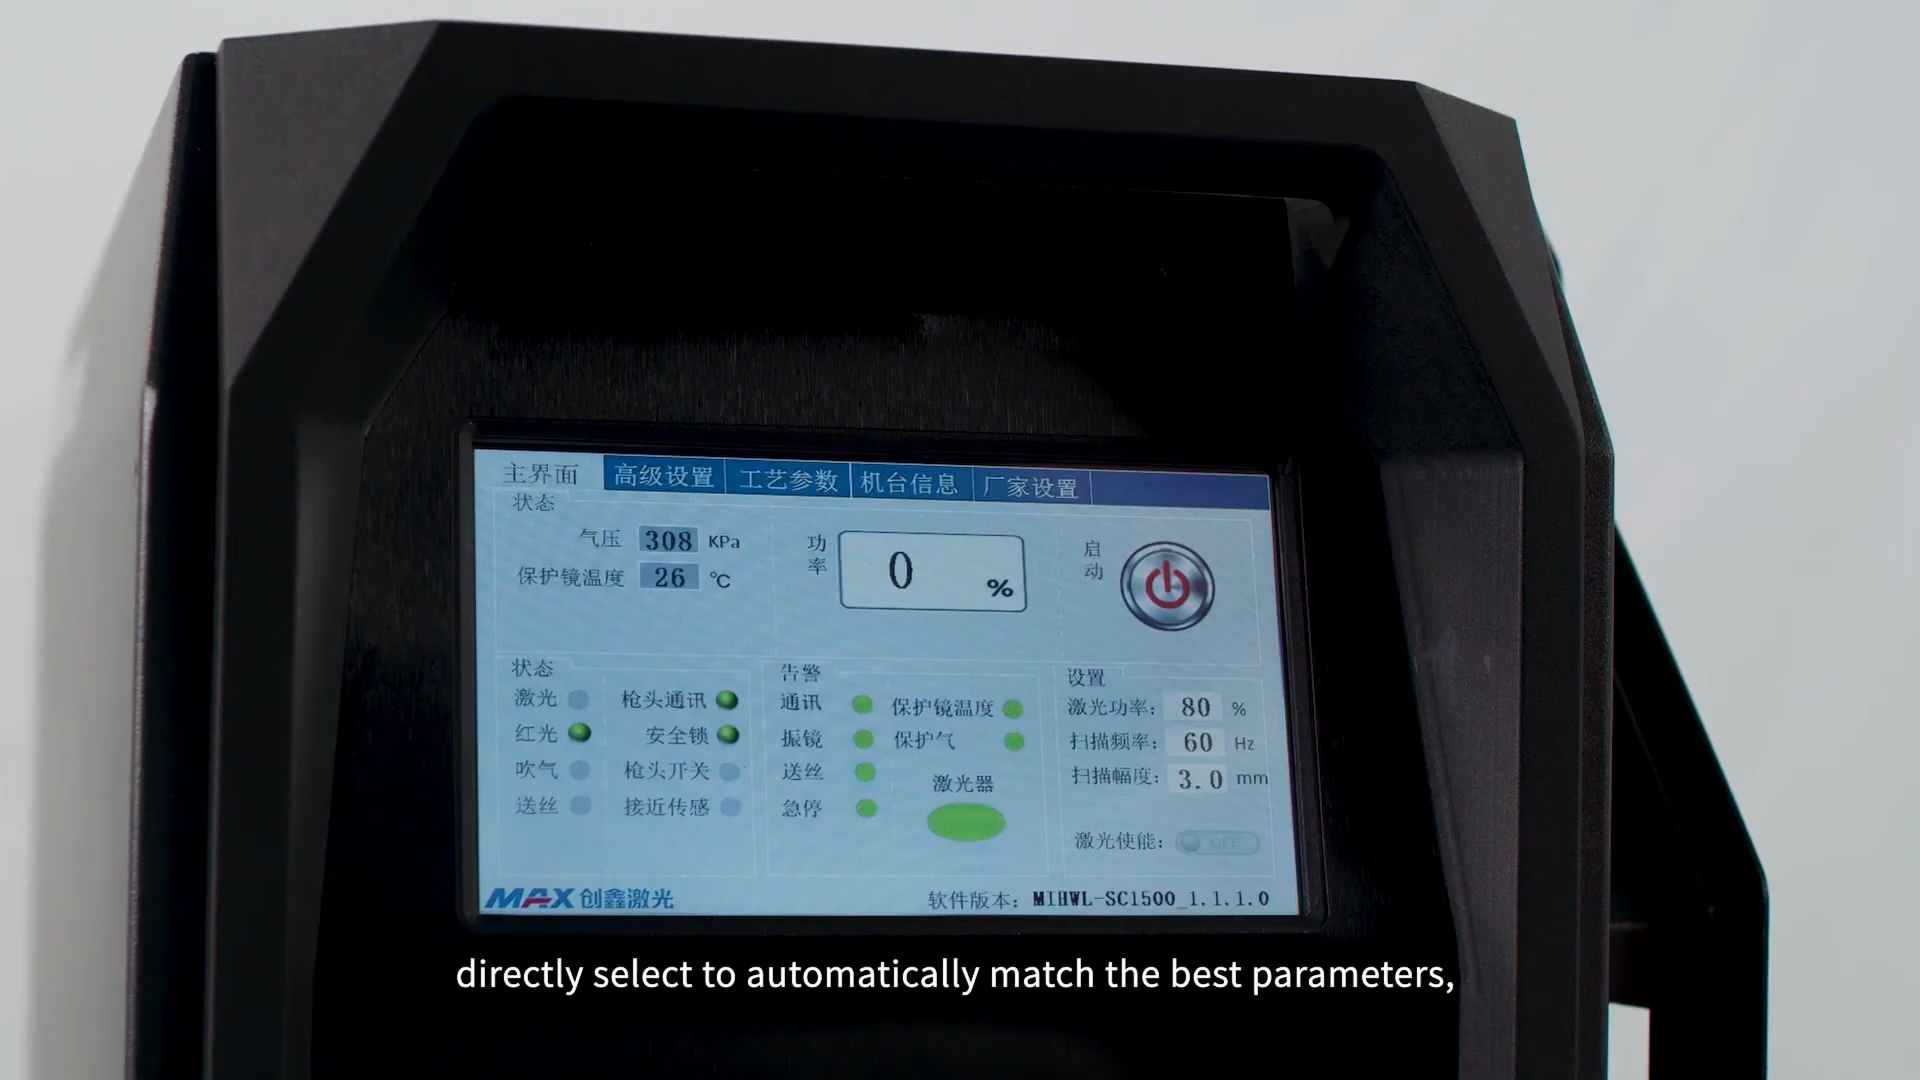 主界面 高级设置 工艺参数 机台信息 厂家设置
状态
气压 308 KPa
保护镜温度 26 ℃
功率 0 %
启动
状态
激光 枪头通讯
红光 安全锁
吹气 枪头开关
送丝 接近传感
告警
通讯 保护镜温度
振镜 保护气
送丝
急停
激光器
设置
激光功率: 80 %
扫描频率: 60 Hz
扫描幅度: 3.0 mm
激光使能: OFF
MAX 创鑫激光
软件版本: MIHWL-SC1500_1.1.1.0
directly select to automatically match the best parameters,